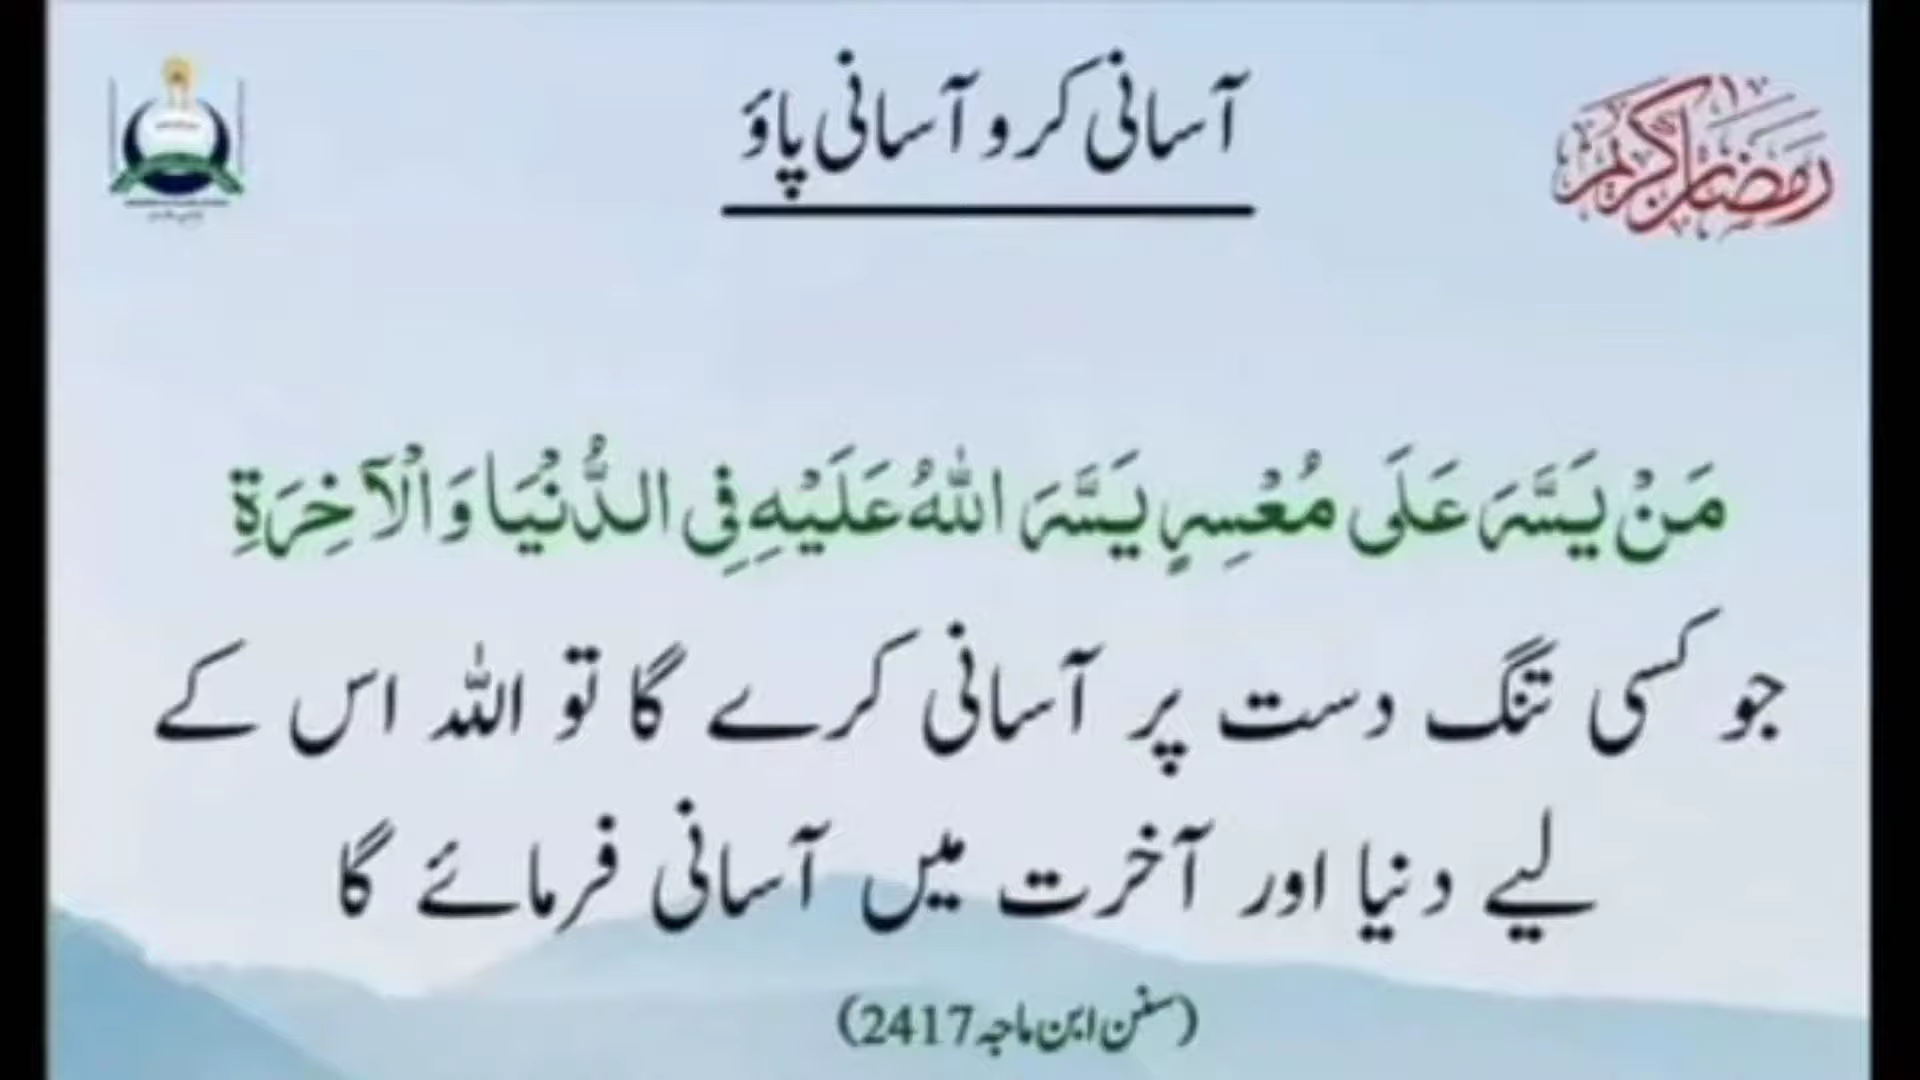 آسانی کرو آسانی پاؤ
رمضان كريم
مَنْ يَسَّرَ عَلَى مُعْسِرٍ يَسَّرَ اللهُ عَلَيْهِ فِي الدُّنْيَا وَالْآخِرَةِ
جو کسی تنگ دست پر آسانی کرے گا تو اللہ اس کے
لیے دنیا اور آخرت میں آسانی فرمائے گا
(سنن ابن ماجہ 2417)